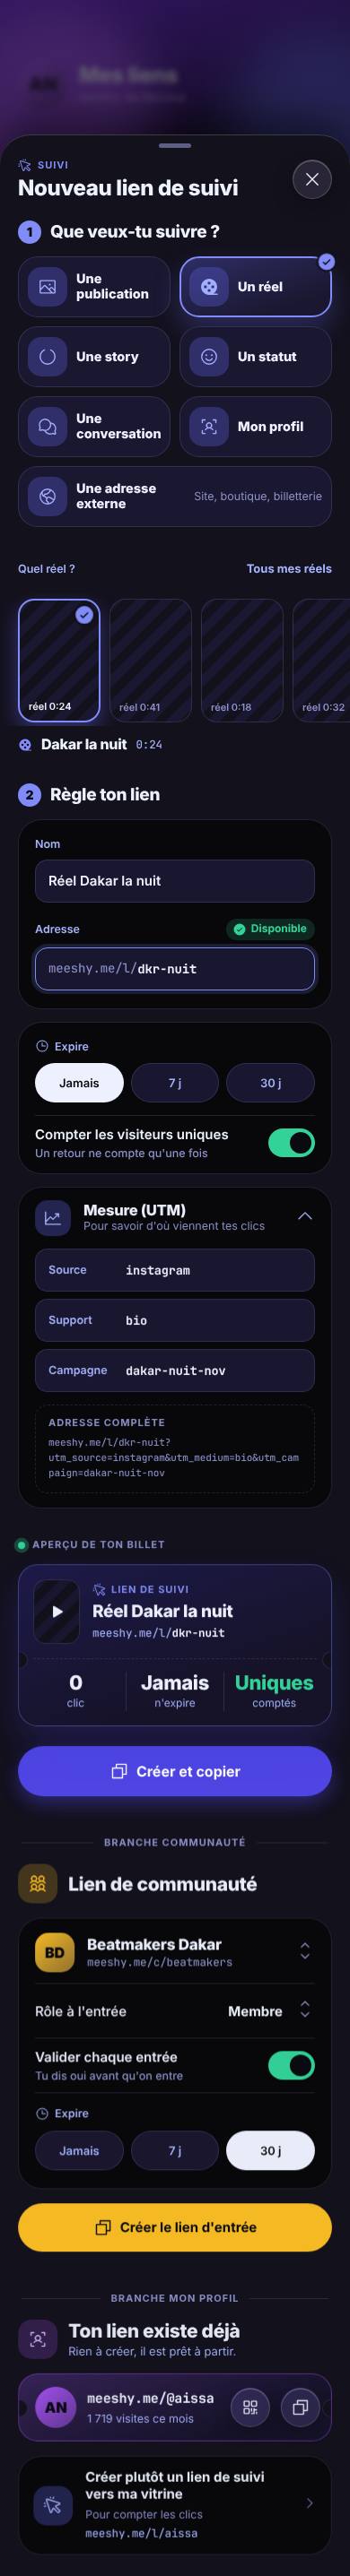 AN
Mes liens
SUIVI
Nouveau lien de suivi
1 Que veux-tu suivre ?
Une publication
Un réel
Une story
Un statut
Une conversation
Mon profil
Une adresse externe
Site, boutique, billetterie
Quel réel ?
Tous mes réels
réel 0:24
réel 0:41
réel 0:18
réel 0:32
Dakar la nuit 0:24
2 Règle ton lien
Nom
Réel Dakar la nuit
Adresse
Disponible
meeshy.me/l/dkr-nuit
Expire
Jamais
7 j
30 j
Compter les visiteurs uniques
Un retour ne compte qu'une fois
Mesure (UTM)
Pour savoir d'où viennent tes clics
Source instagram
Support bio
Campagne dakar-nuit-nov
ADRESSE COMPLÈTE
meeshy.me/l/dkr-nuit?
utm_source=instagram&utm_medium=bio&utm_cam
paign=dakar-nuit-nov
APERÇU DE TON BILLET
LIEN DE SUIVI
Réel Dakar la nuit
meeshy.me/l/dkr-nuit
0
clic
Jamais
n'expire
Uniques
comptés
Créer et copier
BRANCHE COMMUNAUTÉ
Lien de communauté
BD
Beatmakers Dakar
meeshy.me/c/beatmakers
Rôle à l'entrée
Membre
Valider chaque entrée
Tu dis oui avant qu'on entre
Expire
Jamais
7 j
30 j
Créer le lien d'entrée
BRANCHE MON PROFIL
Ton lien existe déjà
Rien à créer, il est prêt à partir.
AN
meeshy.me/@aissa
1 719 visites ce mois
Créer plutôt un lien de suivi
vers ma vitrine
Pour compter les clics
meeshy.me/l/aissa